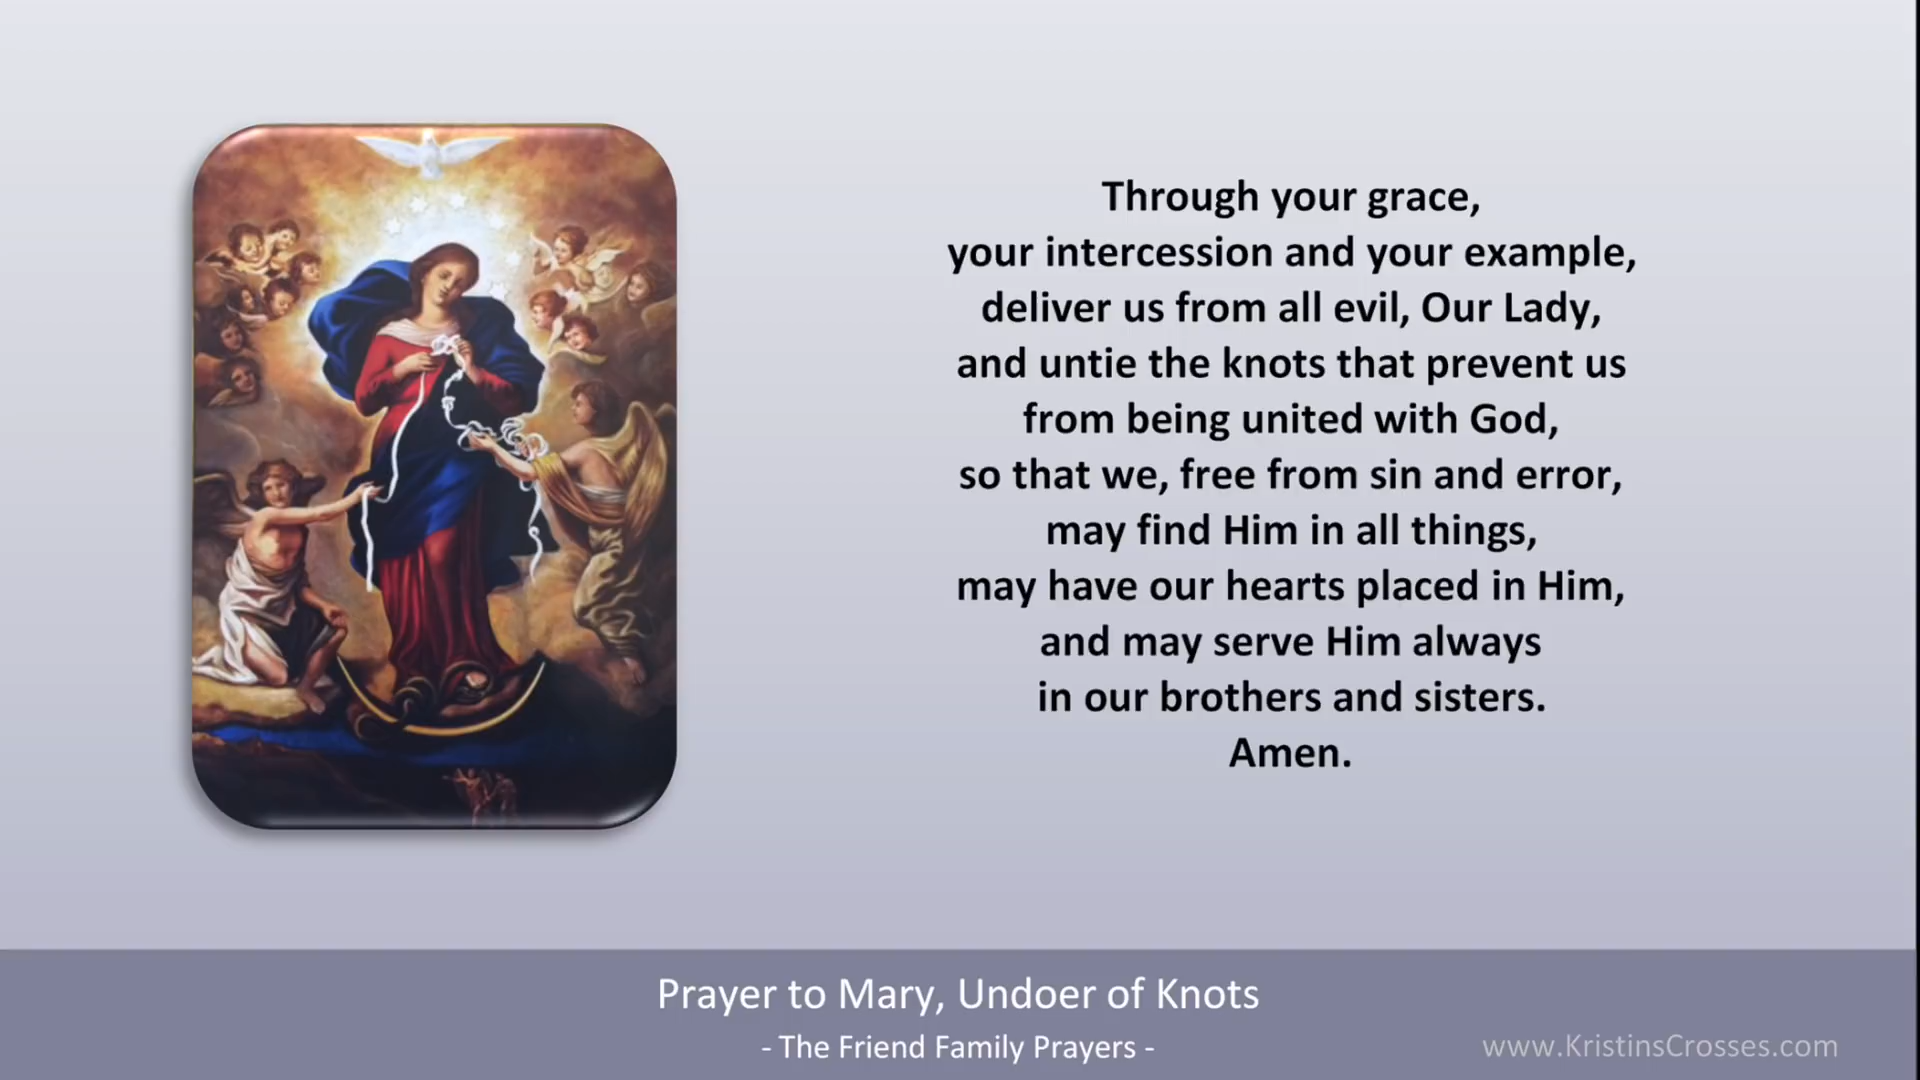 Through your grace,
your intercession and your example,
deliver us from all evil, Our Lady,
and untie the knots that prevent us
from being united with God,
so that we, free from sin and error,
may find Him in all things,
may have our hearts placed in Him,
and may serve Him always
in our brothers and sisters.
Amen.
Prayer to Mary, Undoer of Knots
- The Friend Family Prayers -
www.KristinsCrosses.com